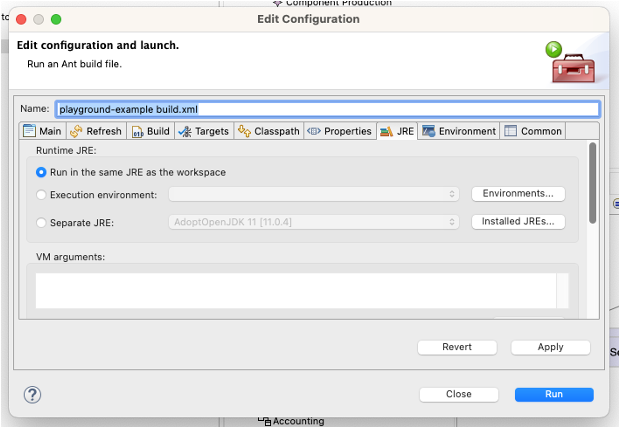 Component Production
to
Edit Configuration
Edit configuration and launch.
Run an Ant build file.
Name: playground-example build.xml
Main Refresh Build Targets Classpath Properties JRE Environment Common
Runtime JRE:
Run in the same JRE as the workspace
Execution environment: Environments...
Separate JRE: AdoptOpenJDK 11 [11.0.4] Installed JREs...
VM arguments:
Revert Apply
Se
Close Run
Accounting